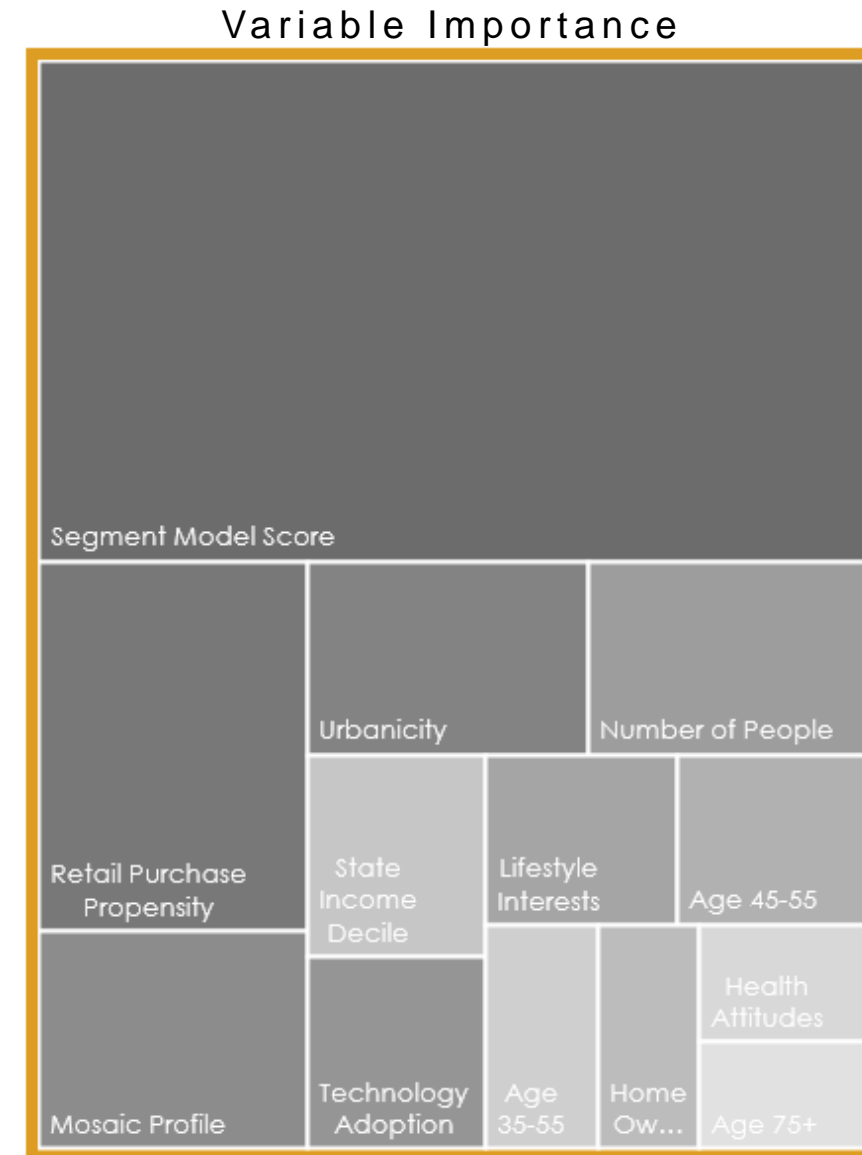 Variable Importance
Segment Model Score
Urbanicity
Number of People
Retail Purchase
Propensity
State
Income
Decile
Lifestyle
Interests
Age 45-55
Mosaic Profile
Technology
Adoption
Age
35-55
Home
Ow...
Health
Attitudes
Age 75+